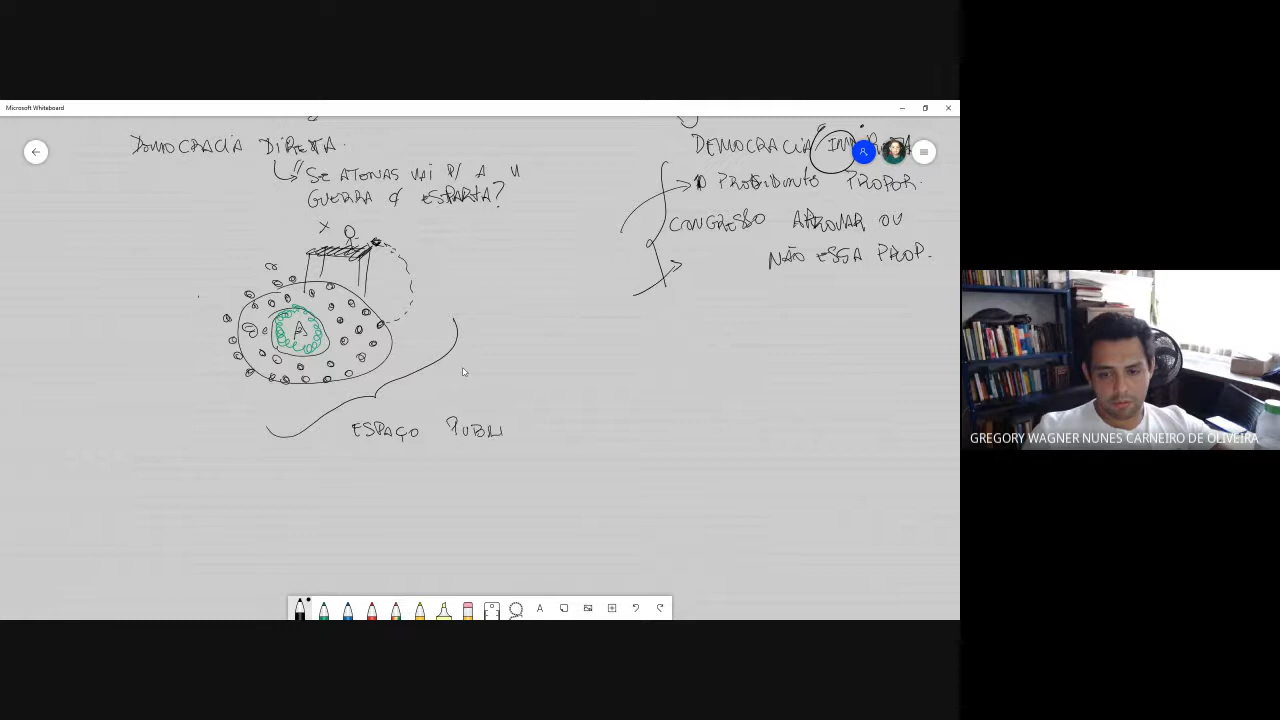 Microsoft Whiteboard
DEMOCRACIA DIRETA.
"SE ATENAS VAI P/ A
GUERRA C/ ESPARTA?"
X
A
ESPAÇO PUBLI
DEMOCRACIA
O PRESIDENTE PROPOR.
CONGRESSO APROVAR OU
NÃO ESSA PROP.
A
GREGORY WAGNER NUNES CARNEIRO DE OLIVEIRA